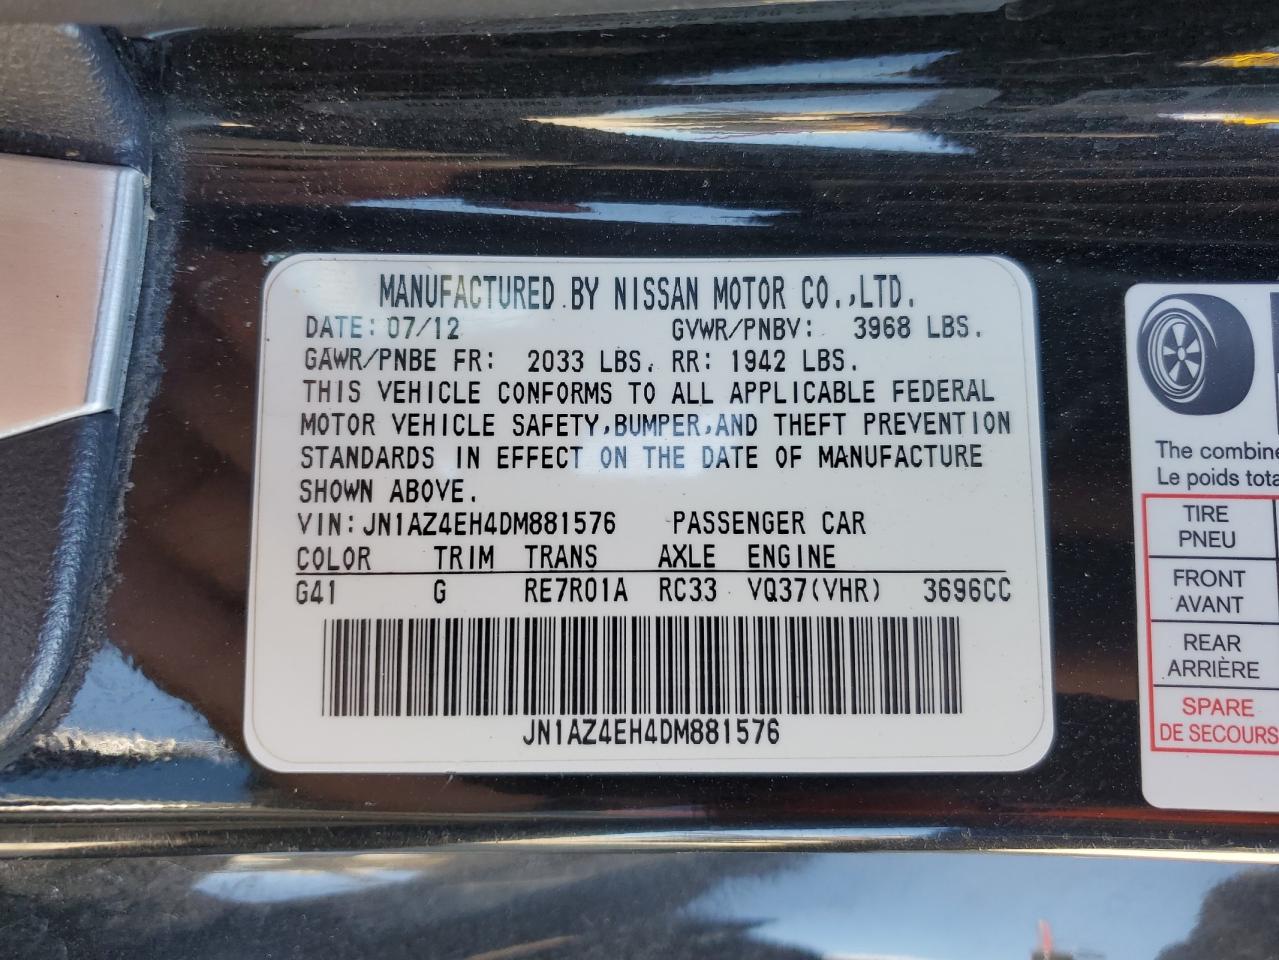 MANUFACTURED BY NISSAN MOTOR CO.,LTD.
DATE: 07/12 GVWR/PNBV: 3968 LBS.
GAWR/PNBE FR: 2033 LBS. RR: 1942 LBS.
THIS VEHICLE CONFORMS TO ALL APPLICABLE FEDERAL
MOTOR VEHICLE SAFETY,BUMPER,AND THEFT PREVENTION
STANDARDS IN EFFECT ON THE DATE OF MANUFACTURE
SHOWN ABOVE.
VIN: JN1AZ4EH4DM881576 PASSENGER CAR
COLOR TRIM TRANS AXLE ENGINE
G41 G RE7R01A RC33 VQ37(VHR) 3696CC
JN1AZ4EH4DM881576
The combine
Le poids tota
TIRE
PNEU
FRONT
AVANT
REAR
ARRIÈRE
SPARE
DE SECOURS